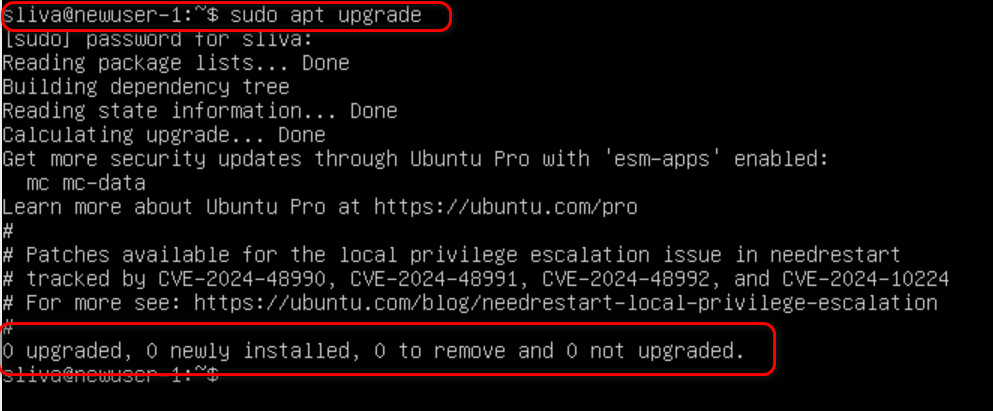 sliva@newuser-1:~$ sudo apt upgrade
[sudo] password for sliva:
Reading package lists... Done
Building dependency tree
Reading state information... Done
Calculating upgrade... Done
Get more security updates through Ubuntu Pro with 'esm-apps' enabled:
  mc mc-data
Learn more about Ubuntu Pro at https://ubuntu.com/pro
#
# Patches available for the local privilege escalation issue in needrestart
# tracked by CVE-2024-48990, CVE-2024-48991, CVE-2024-48992, and CVE-2024-10224
# For more see: https://ubuntu.com/blog/needrestart-local-privilege-escalation
#
0 upgraded, 0 newly installed, 0 to remove and 0 not upgraded.
sliva@newuser-1:~$